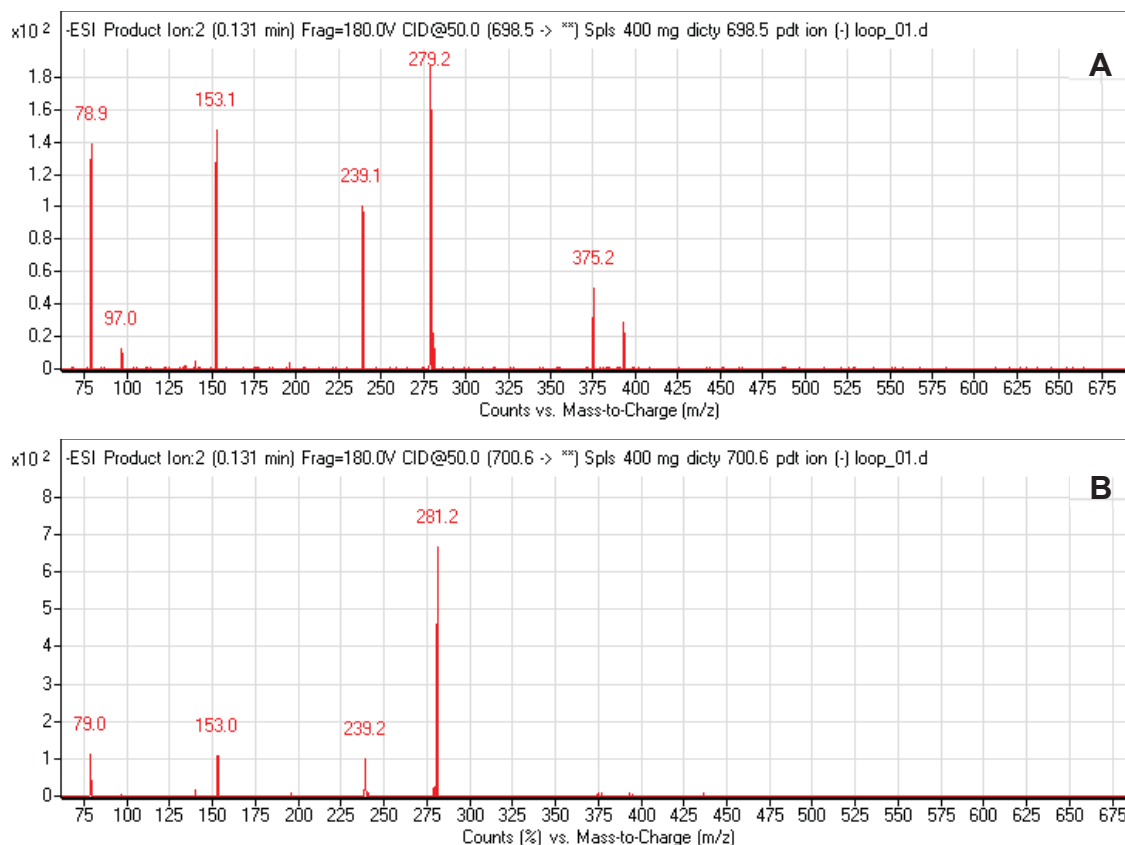 x10 2 -ESI Product Ion:2 (0.131 min) Frag=180.0V CID@50.0 (698.5 -> **) Spls 400 mg dicty 698.5 pdt ion (-) loop_01.d
A
279.2
1.8
153.1
78.9
1.6
1.4
239.1
1.2
1
0.8
375.2
0.6
0.4
97.0
0.2
0
75 100 125 150 175 200 225 250 275 300 325 350 375 400 425 450 475 500 525 550 575 600 625 650 675
Counts vs. Mass-to-Charge (m/z)
x10 2 -ESI Product Ion:2 (0.131 min) Frag=180.0V CID@50.0 (700.6 -> **) Spls 400 mg dicty 700.6 pdt ion (-) loop_01.d
B
8
281.2
7
6
5
4
3
2
79.0 153.0 239.2
1
0
75 100 125 150 175 200 225 250 275 300 325 350 375 400 425 450 475 500 525 550 575 600 625 650 675
Counts (%) vs. Mass-to-Charge (m/z)